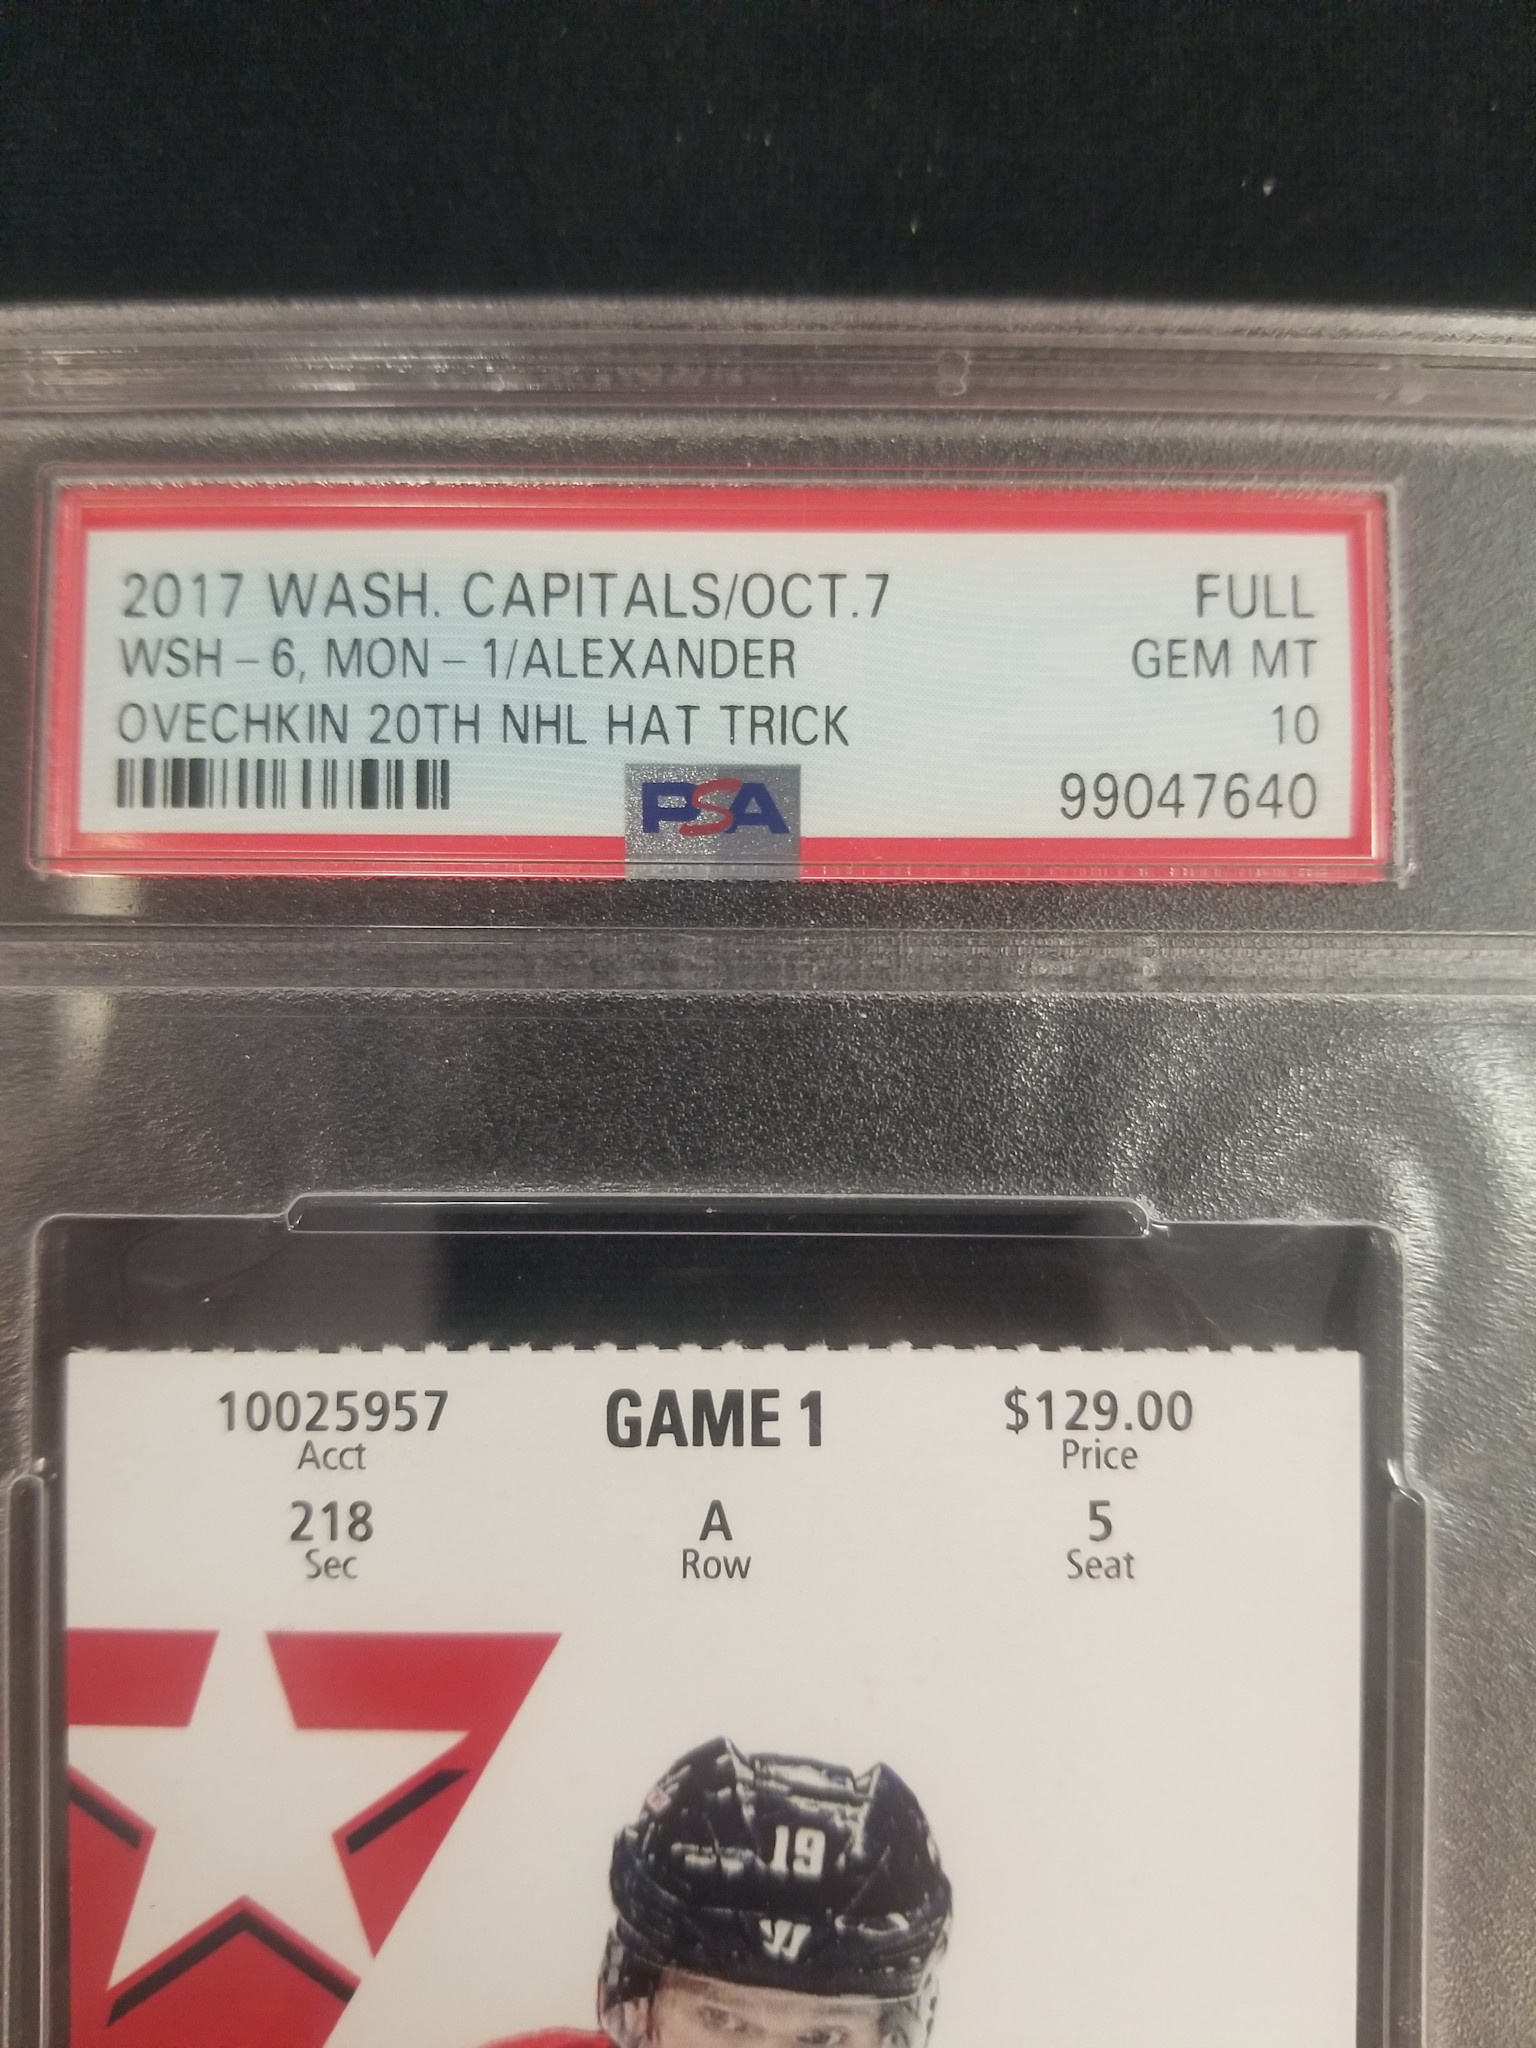 2017 WASH. CAPITALS/OCT.7 FULL
WSH - 6, MON - 1/ALEXANDER GEM MT
OVECHKIN 20TH NHL HAT TRICK 10
PSA 99047640
10025957 GAME 1 $129.00
Acct Price
218 A 5
Sec Row Seat
19
W